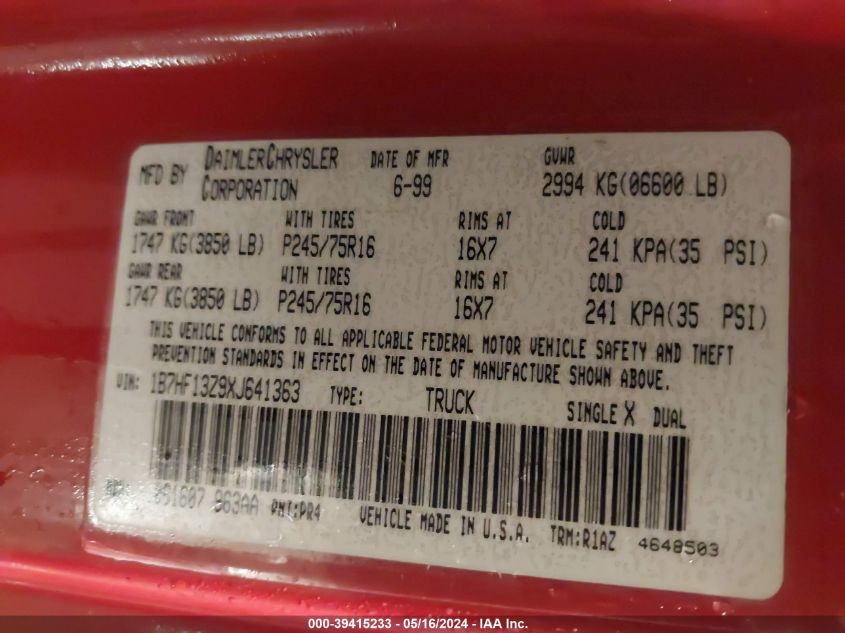 MFD BY DAIMLERCHRYSLER CORPORATION DATE OF MFR 6-99 GVWR 2994 KG(06600 LB)
GAWR FRONT WITH TIRES RIMS AT COLD
1747 KG(3850 LB) P245/75R16 16X7 241 KPA(35 PSI)
GAWR REAR WITH TIRES RIMS AT COLD
1747 KG(3850 LB) P245/75R16 16X7 241 KPA(35 PSI)
THIS VEHICLE CONFORMS TO ALL APPLICABLE FEDERAL MOTOR VEHICLE SAFETY AND THEFT
PREVENTION STANDARDS IN EFFECT ON THE DATE OF MANUFACTURE SHOWN ABOVE.
VIN: 1B7HF13Z9XJ641363 TYPE: TRUCK SINGLE X DUAL
963AA PNT:PR4 VEHICLE MADE IN U.S.A. TRM:R1AZ 4648503
000-39415233 - 05/16/2024 - IAAI Inc.